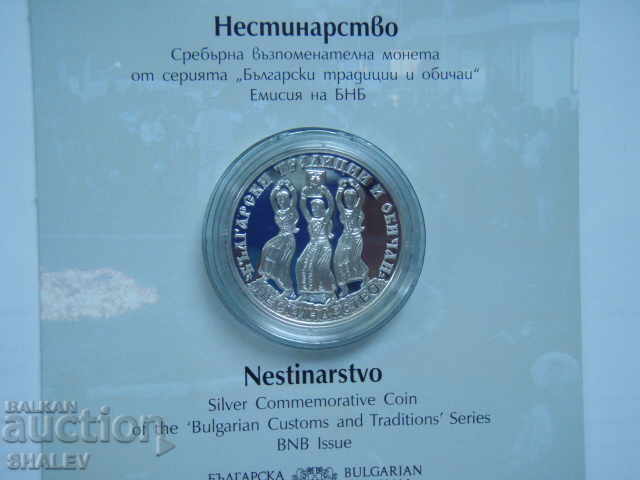 Нестинарство
Сребърна възпоменателна монета
от серията „Български традиции и обичаи“
Емисия на БНБ
БЪЛГАРСКИ ТРАДИЦИИ И ОБИЧАИ
НЕСТИНАРСТВО
Nestinarstvo
Silver Commemorative Coin
of the ‘Bulgarian Customs and Traditions’ Series
BNB Issue
БЪЛГАРСКА BULGARIAN
BALKAN
auction
SHALEV